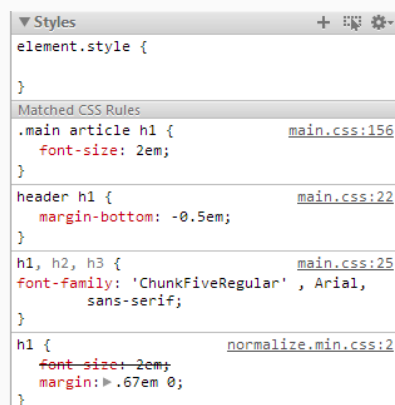 Styles
element.style {
}
Matched CSS Rules
.main article h1 { main.css:156
font-size: 2em;
}
header h1 { main.css:22
margin-bottom: -0.5em;
}
h1, h2, h3 { main.css:25
font-family: 'ChunkFiveRegular' , Arial,
sans-serif;
}
h1 { normalize.min.css:2
font-size: 2em;
margin: .67em 0;
}